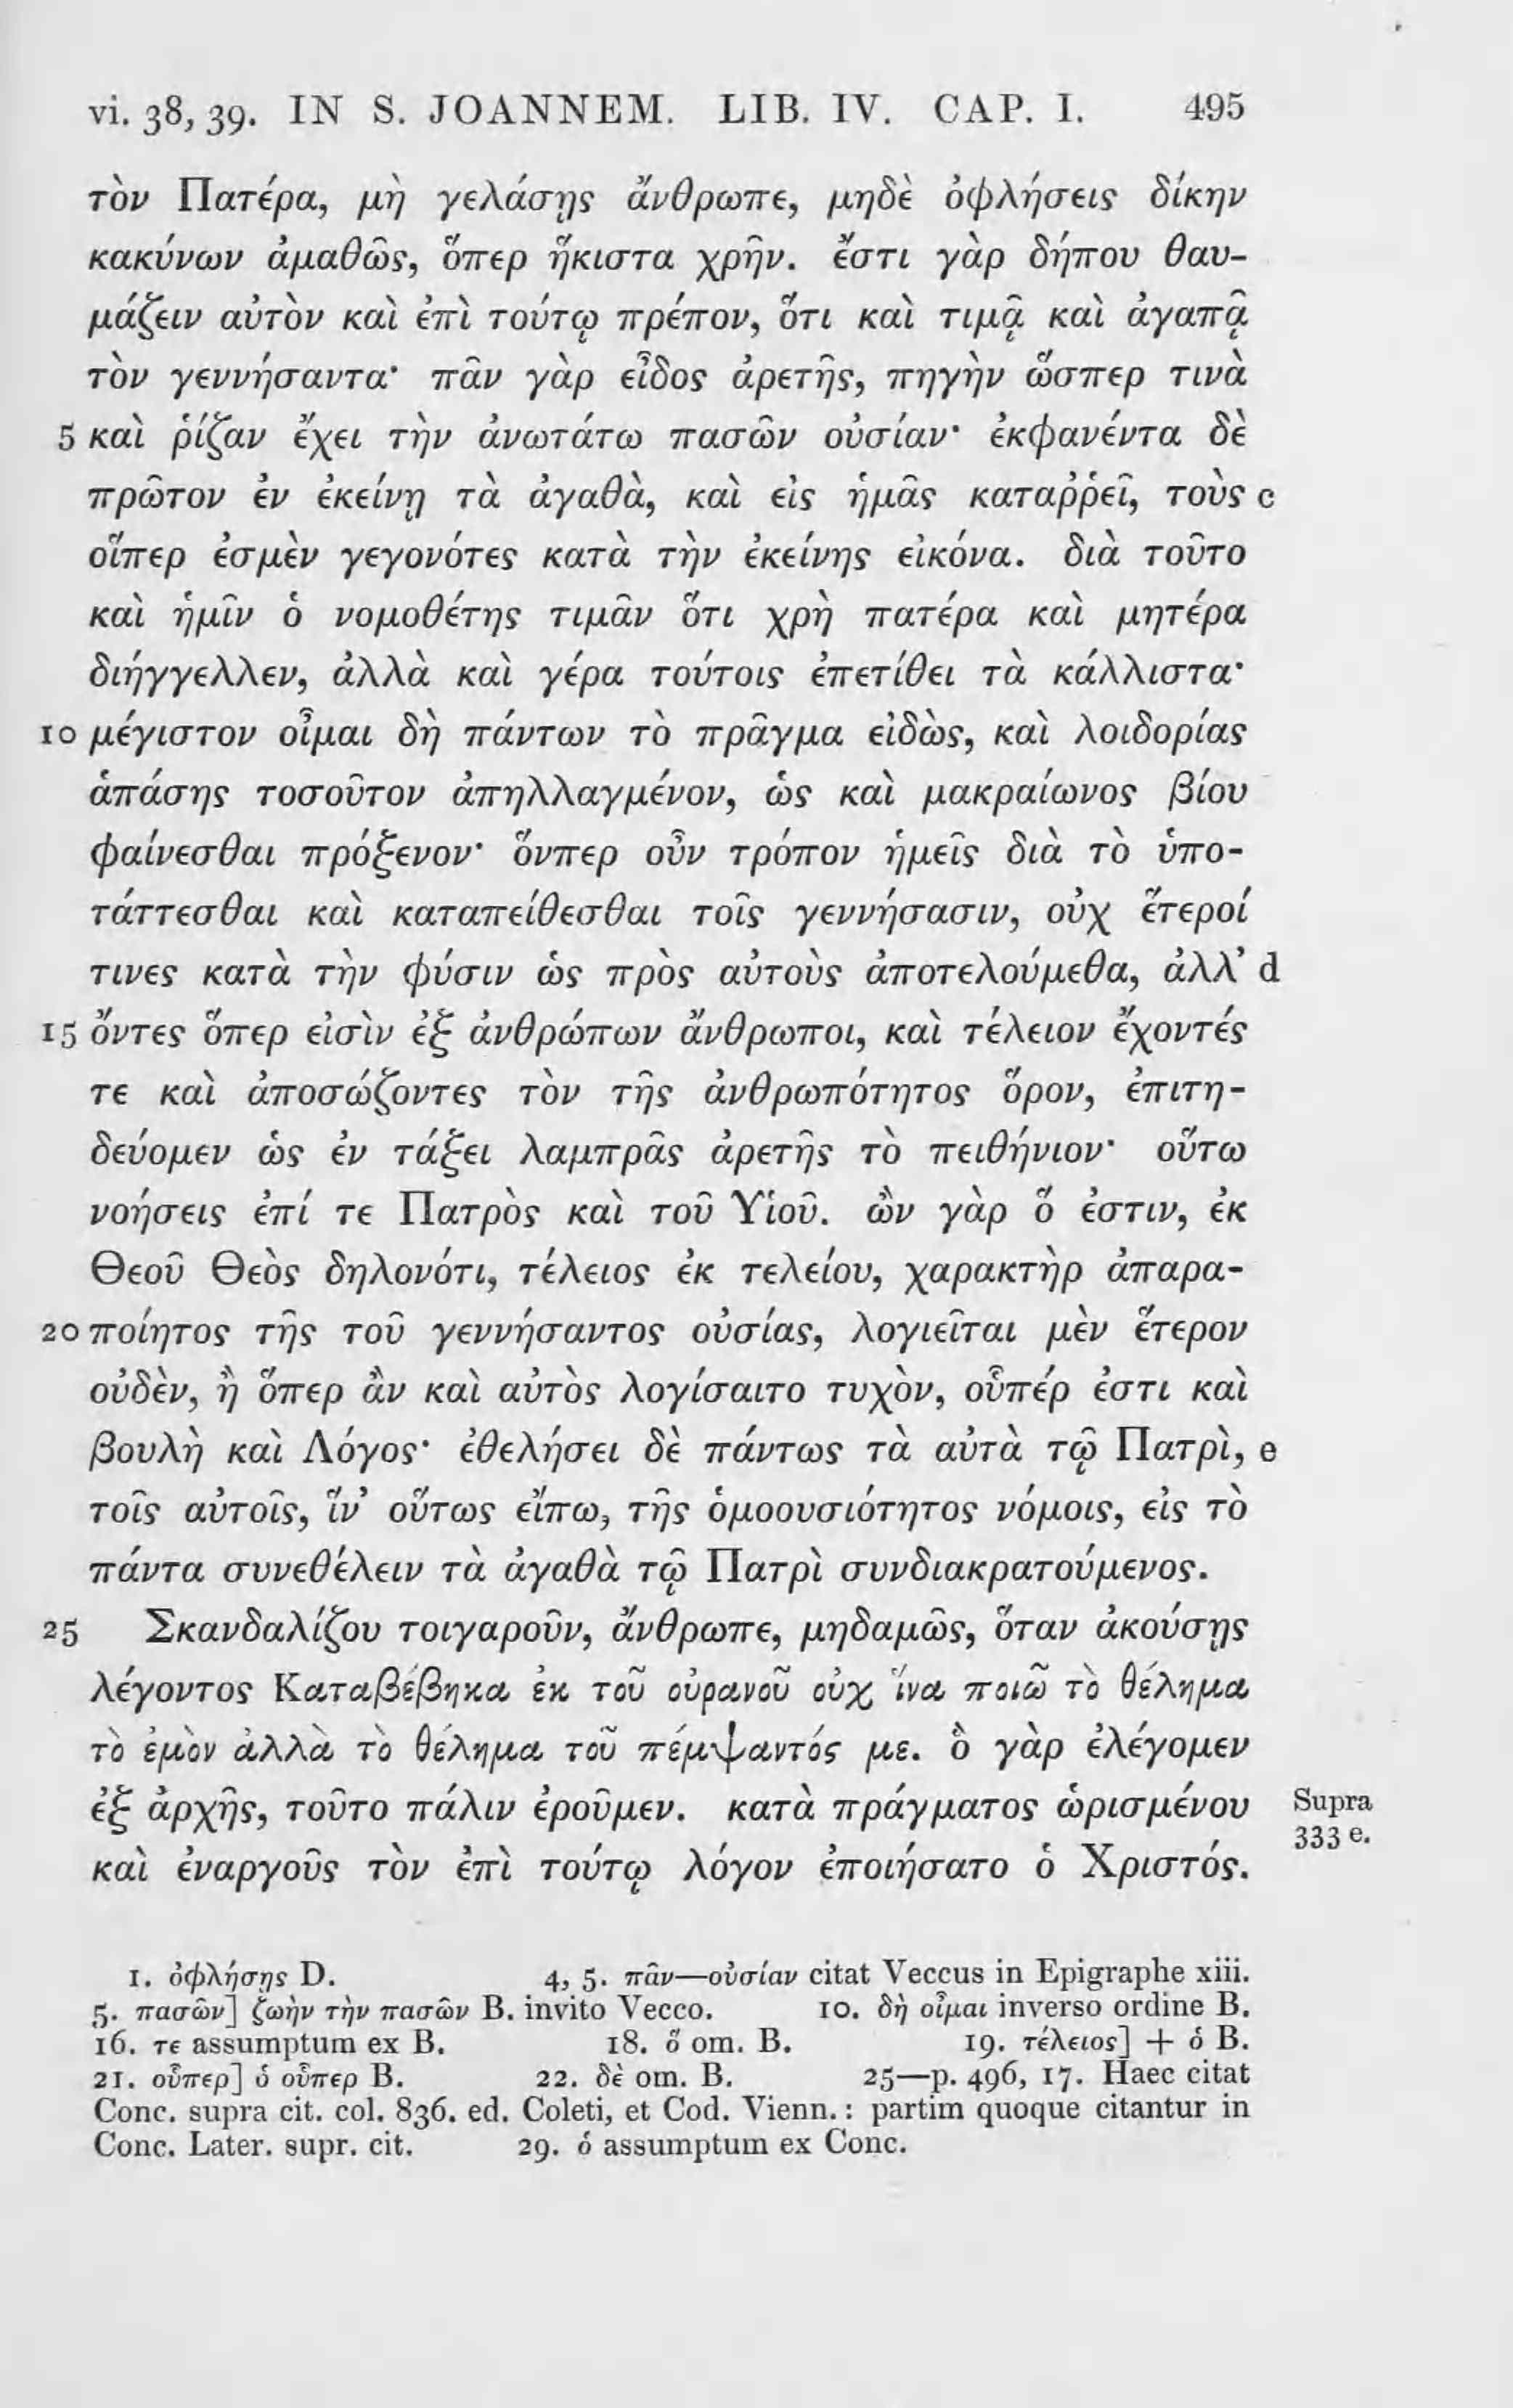 vi. 38, 39. IN S. JOANNEM. LIB. IV. CAP. I. 495
τὸν Πατέρα, μὴ γελάσῃς ἄνθρωπε, μηδὲ ὀφλήσεις δίκην
κακύνων ἀμαθῶς, ὅπερ ἥκιστα χρῆν. ἔστι γὰρ δήπου θαυ-
μάζειν αὐτὸν καὶ ἐπὶ τούτῳ πρέπον, ὅτι καὶ τιμᾷ καὶ ἀγαπᾷ
τὸν γεννήσαντα· πᾶν γὰρ εἶδος ἀρετῆς, πηγὴν ὥσπερ τινὰ
5 καὶ ῥίζαν ἔχει τὴν ἀνωτάτω πασῶν οὐσίαν· ἐκφανέντα δὲ
πρῶτον ἐν ἐκείνῃ τὰ ἀγαθὰ, καὶ εἰς ἡμᾶς καταῤῥεῖ, τοὺς c
οἵπερ ἐσμὲν γεγονότες κατὰ τὴν ἐκείνης εἰκόνα. διὰ τοῦτο
καὶ ἡμῖν ὁ νομοθέτης τιμᾶν ὅτι χρὴ πατέρα καὶ μητέρα
διήγγελλεν, ἀλλὰ καὶ γέρα τούτοις ἐπετίθει τὰ κάλλιστα·
10 μέγιστον οἶμαι δὴ πάντων τὸ πρᾶγμα εἰδὼς, καὶ λοιδορίας
ἁπάσης τοσοῦτον ἀπηλλαγμένον, ὡς καὶ μακραίωνος βίου
φαίνεσθαι πρόξενον· ὅνπερ οὖν τρόπον ἡμεῖς διὰ τὸ ὑπο-
τάττεσθαι καὶ καταπείθεσθαι τοῖς γεννήσασιν, οὐχ ἕτεροί
τινες κατὰ τὴν φύσιν ὡς πρὸς αὐτοὺς ἀποτελούμεθα, ἀλλ’ d
15 ὄντες ὅπερ εἰσὶν ἐξ ἀνθρώπων ἄνθρωποι, καὶ τέλειον ἔχοντές
τε καὶ ἀποσώζοντες τὸν τῆς ἀνθρωπότητος ὅρον, ἐπιτη-
δεύομεν ὡς ἐν τάξει λαμπρᾶς ἀρετῆς τὸ πειθήνιον· οὕτω
νοήσεις ἐπί τε Πατρὸς καὶ τοῦ Υἱοῦ. ὢν γὰρ ὅ ἐστιν, ἐκ
Θεοῦ Θεὸς δηλονότι, τέλειος ἐκ τελείου, χαρακτὴρ ἀπαρα-
20 ποίητος τῆς τοῦ γεννήσαντος οὐσίας, λογιεῖται μὲν ἕτερον
οὐδὲν, ἢ ὅπερ ἂν καὶ αὐτὸς λογίσαιτο τυχὸν, οὗπέρ ἐστι καὶ
βουλὴ καὶ Λόγος· ἐθελήσει δὲ πάντως τὰ αὐτὰ τῷ Πατρὶ, e
τοῖς αὐτοῖς, ἵν’ οὕτως εἴπω, τῆς ὁμοουσιότητος νόμοις, εἰς τὸ
πάντα συνεθέλειν τὰ ἀγαθὰ τῷ Πατρὶ συνδιακρατούμενος.
25 Σκανδαλίζου τοιγαροῦν, ἄνθρωπε, μηδαμῶς, ὅταν ἀκούσῃς
λέγοντος Καταβέβηκα ἐκ τοῦ οὐρανοῦ οὐχ ἵνα ποιῶ τὸ θέλημα
τὸ ἐμὸν ἀλλὰ τὸ θέλημα τοῦ πέμψαντός με. ὃ γὰρ ἐλέγομεν
ἐξ ἀρχῆς, τοῦτο πάλιν ἐροῦμεν. κατὰ πράγματος ὡρισμένου Supra
333 e.
καὶ ἐναργοῦς τὸν ἐπὶ τούτῳ λόγον ἐποιήσατο ὁ Χριστός.
1. ὀφλήσῃς D. 4, 5. πᾶν—οὐσίαν citat Veccus in Epigraphe xiii.
5. πασῶν] ζωὴν τὴν πασῶν B. invito Vecco. 10. δὴ οἶμαι inverso ordine B.
16. τε assumptum ex B. 18. ὅ om. B. 19. τέλειος] + ὁ B.
21. οὗπερ] ὁ οὗπερ B. 22. δὲ om. B. 25—p. 496, 17. Haec citat
Conc. supra cit. col. 836. ed. Coleti, et Cod. Vienn.: partim quoque citantur in
Conc. Later. supr. cit. 29. ὁ assumptum ex Conc.